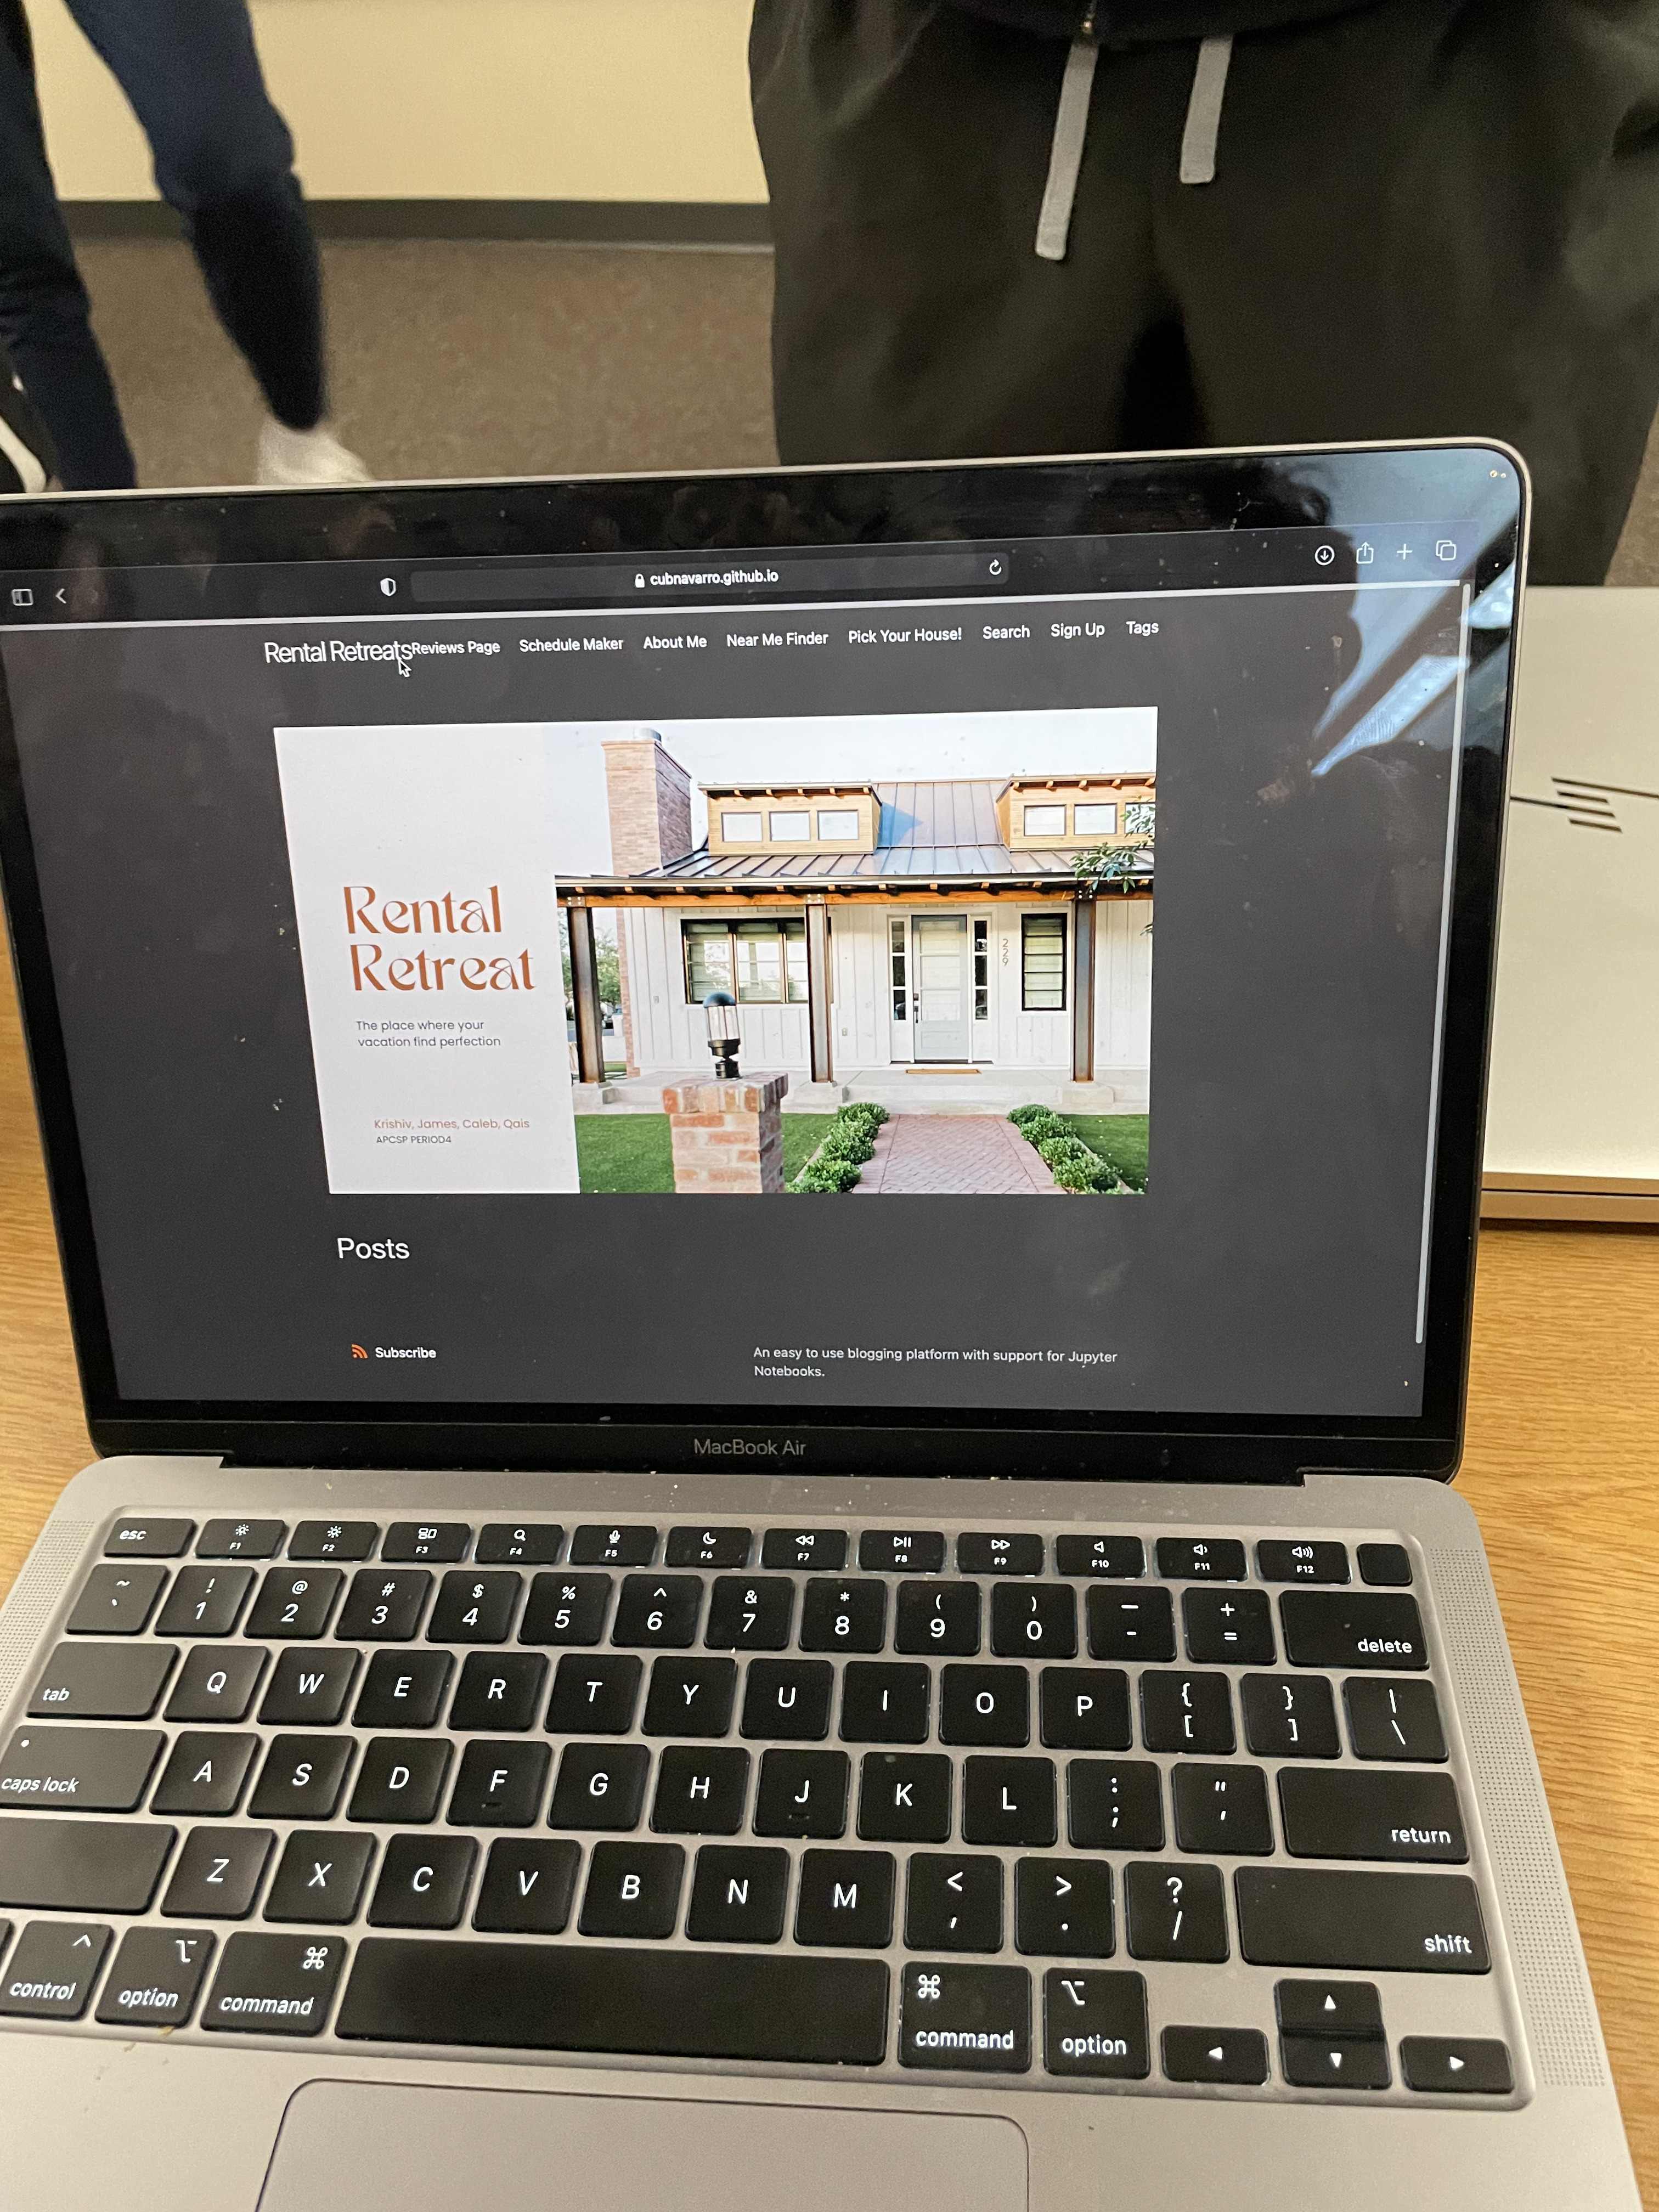 cubnavarro.github.io
Rental Retreats Reviews Page Schedule Maker About Me Near Me Finder Pick Your House! Search Sign Up Tags
Rental
Retreat
The place where your
vacation find perfection
Krishiv, James, Caleb, Qais
APCSP PERIOD4
229
Posts
Subscribe
An easy to use blogging platform with support for Jupyter
Notebooks.
MacBook Air
esc F1 F2 F3 F4 F5 F6 F7 F8 F9 F10 F11 F12
~ ! @ # $ % ^ & * ( ) — +
` 1 2 3 4 5 6 7 8 9 0 - = delete
tab Q W E R T Y U I O P { } |
[ ] \
caps lock A S D F G H J K L : "
; ' return
Z X C V B N M < > ?
, . / shift
control option command command option